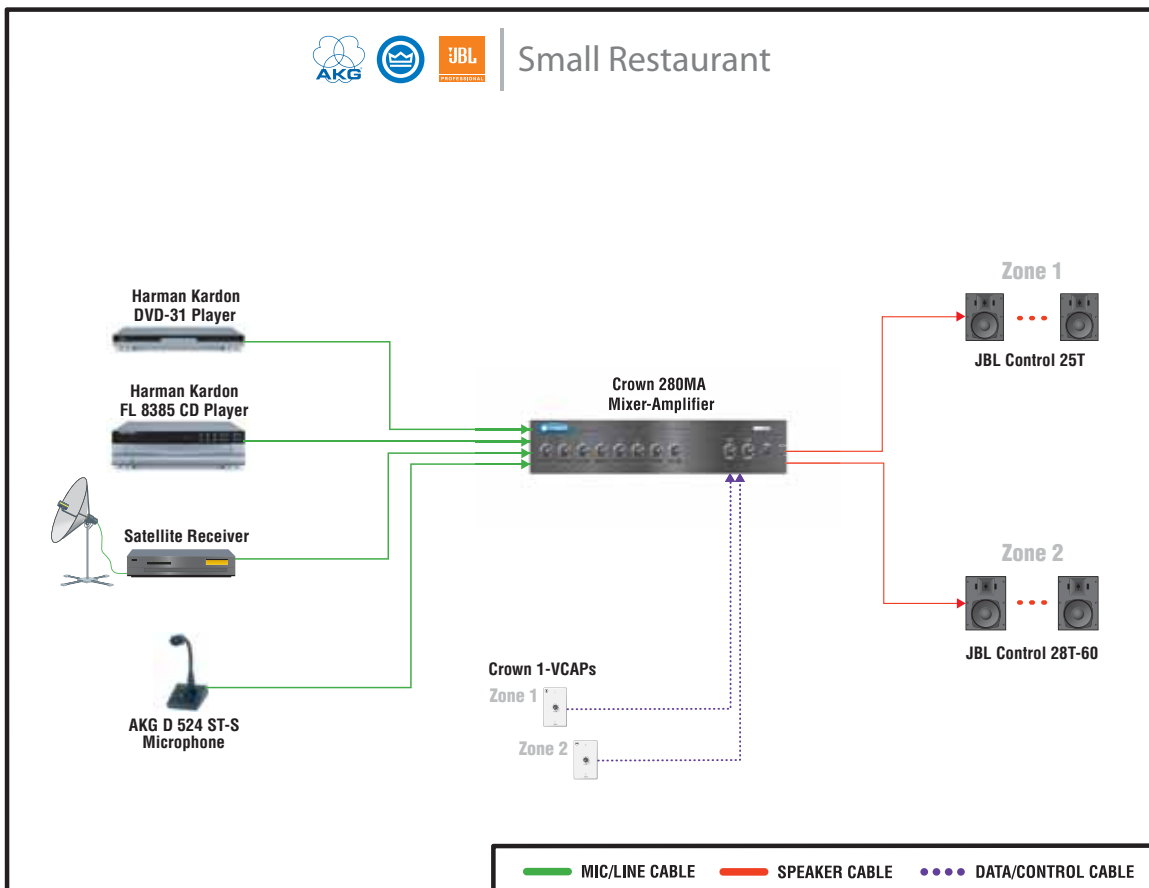 AKG
JBL
PROFESSIONAL
Small Restaurant
Harman Kardon
DVD-31 Player
Harman Kardon
FL 8385 CD Player
Satellite Receiver
AKG D 524 ST-S
Microphone
Crown 280MA
Mixer-Amplifier
Crown 1-VCAPs
Zone 1
Zone 2
Zone 1
JBL Control 25T
Zone 2
JBL Control 28T-60
MIC/LINE CABLE
SPEAKER CABLE
DATA/CONTROL CABLE